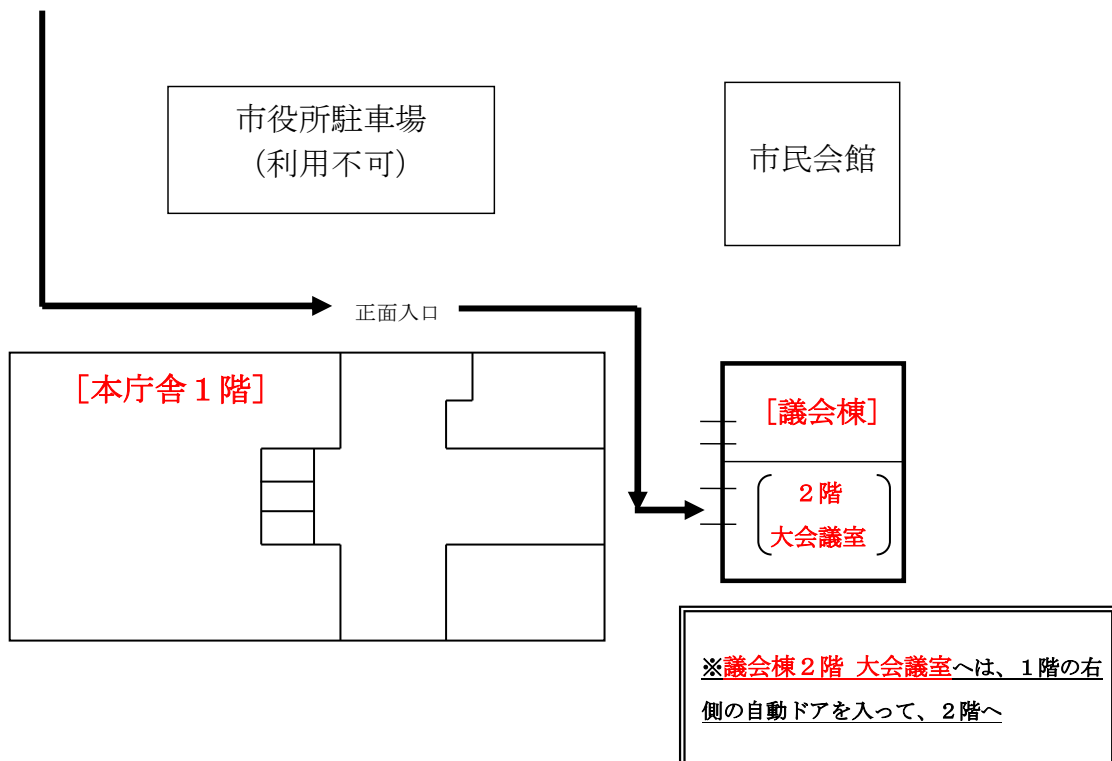 市役所駐車場
(利用不可)
市民会館
正面入口
[本庁舎1階]
[議会棟]
2階
大会議室
※議会棟2階 大会議室へは、1階の右
側の自動ドアを入って、2階へ